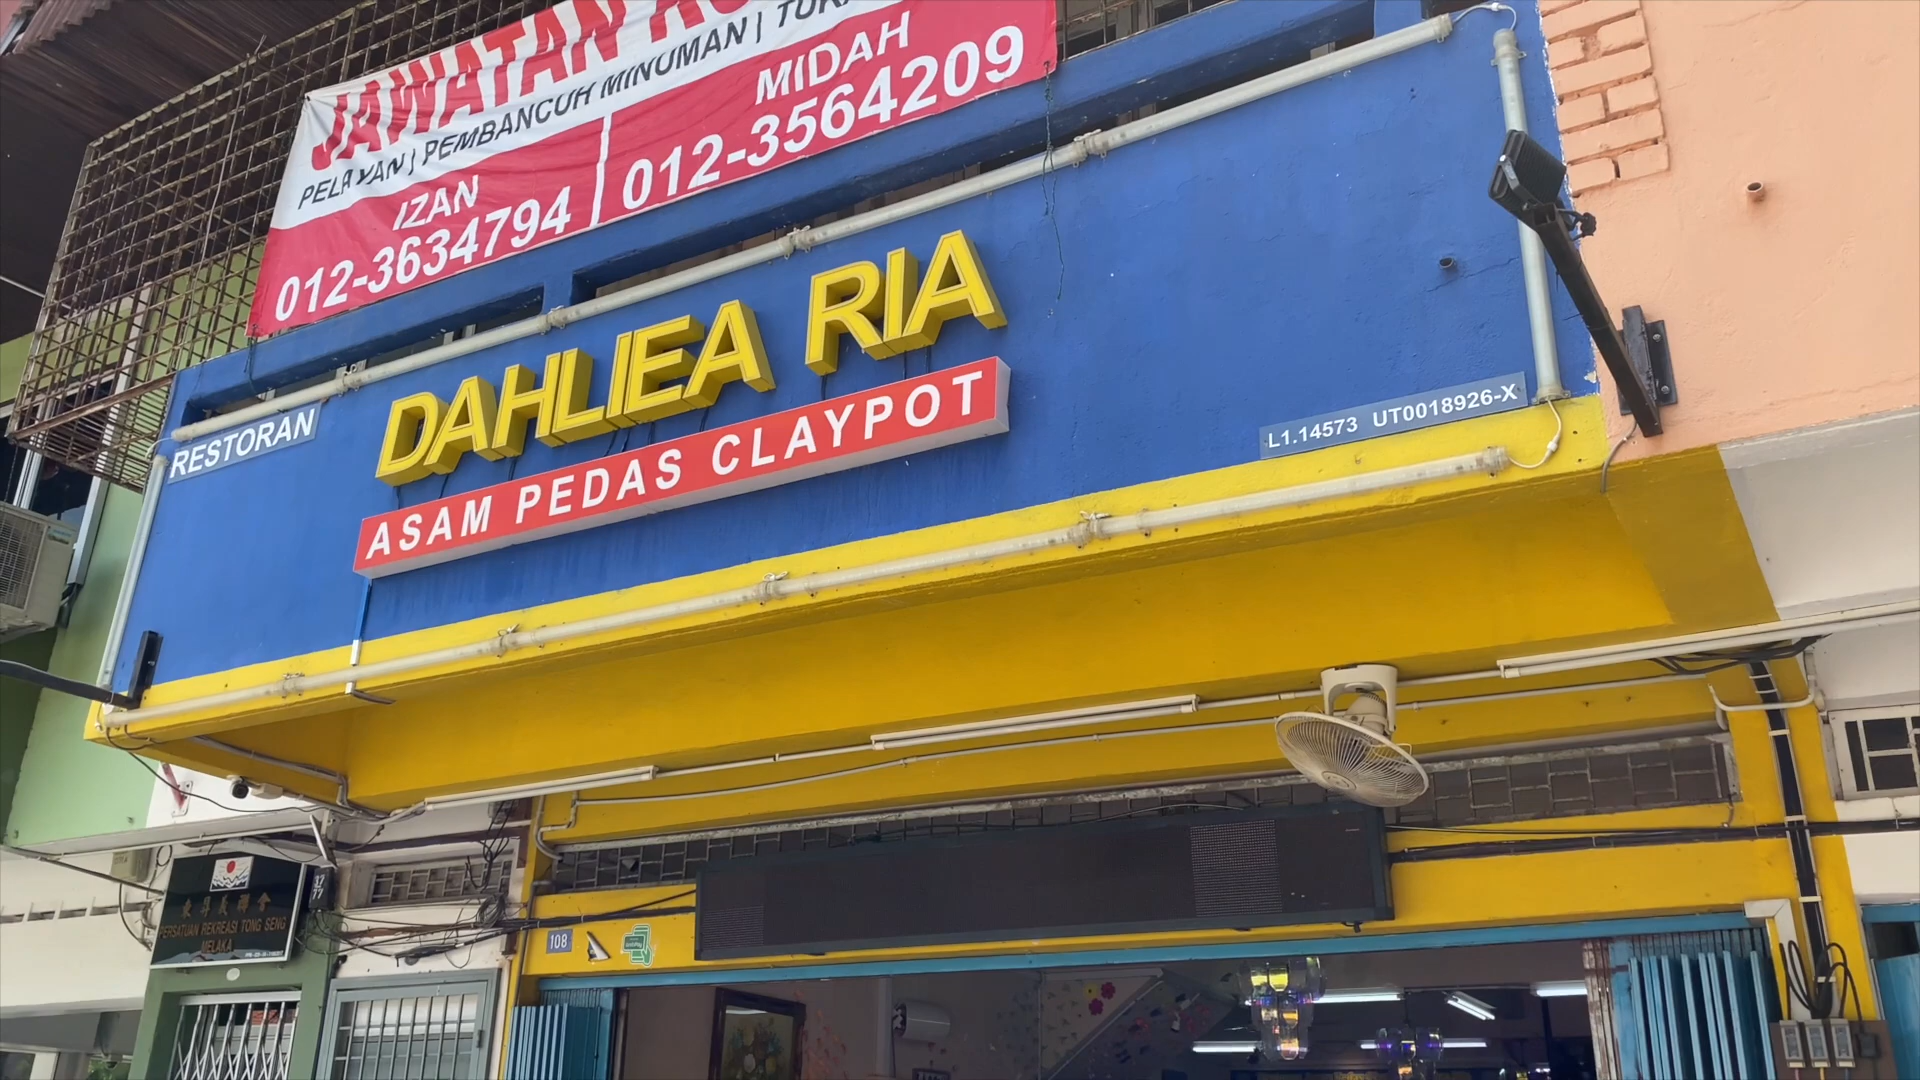 JAWATAN
PELAYAN | PEMBANCUH MINUMAN |
IZAN
012-3634794
MIDAH
012-3564209
RESTORAN
DAHLIEA RIA
ASAM PEDAS CLAYPOT
L1.14573 UT0018926-X
108
PERSATUAN REKREASI TONG SENG
MELAKA